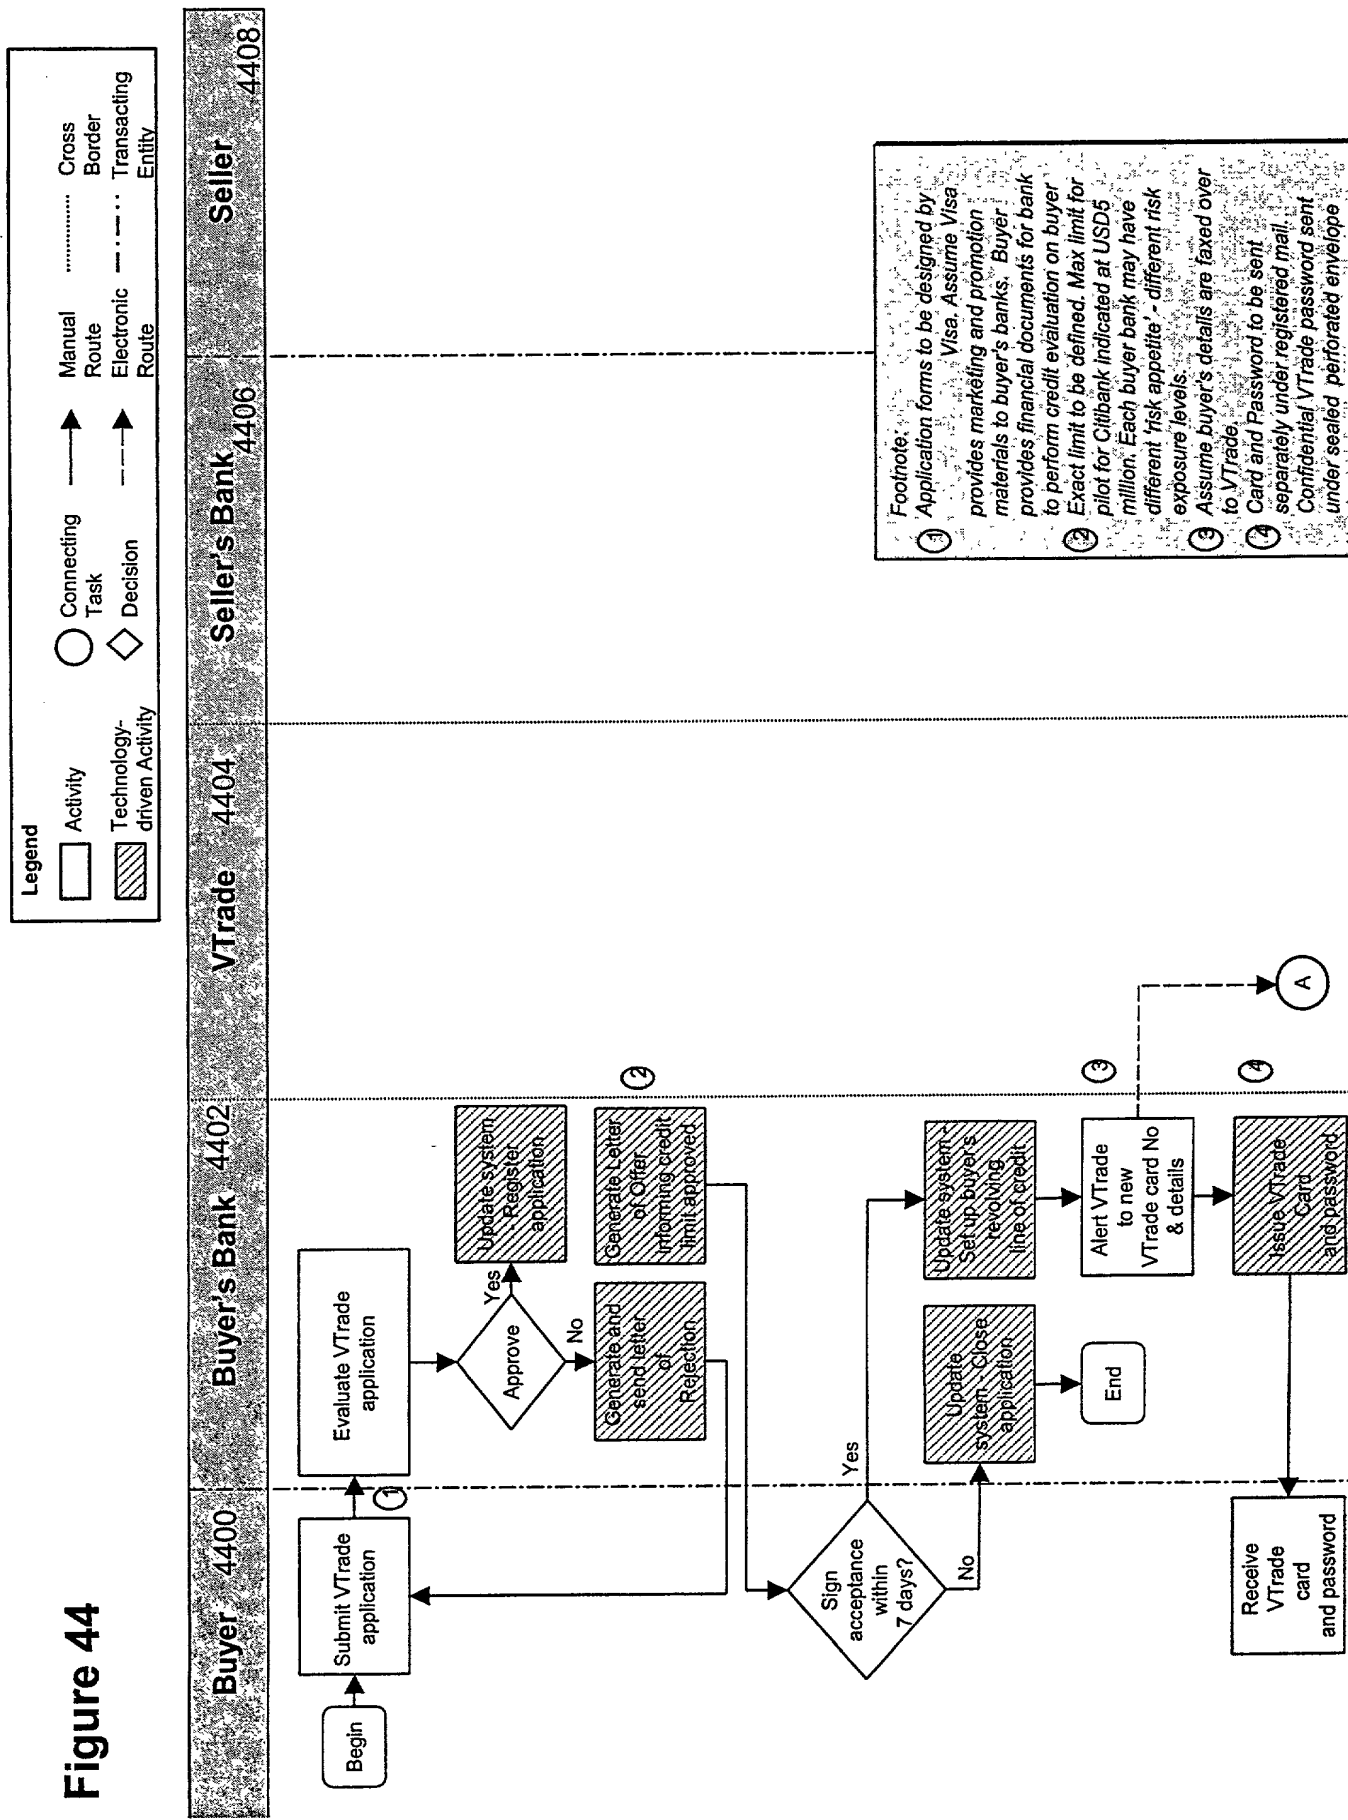 Figure 44
Legend
Activity
Technology-
driven Activity
Connecting
Task
Decision
Manual
Route
Electronic
Route
Cross
Border
Transacting
Entity
Buyer 4400
Buyer's Bank 4402
VTrade 4404
Seller's Bank
4406
Seller
4408
Begin
Submit VTrade
application
1
Evaluate VTrade
application
Approve
Yes
Update system
- Register
application
No
Generate and
send letter
of
Rejection
Generate Letter
of Offer
informing credit
limit approved
2
Sign
acceptance
within
7 days?
Yes
No
Update
system - Close
application
End
Update system -
Set up buyer's
revolving
line of credit
Alert VTrade
to new
VTrade card No
& details
3
A
Issue VTrade
Card
and password
4
Receive
VTrade
card
and password
Footnote:
1 Application forms to be designed by
Visa. Assume Visa
provides marketing and promotion
materials to buyer's banks. Buyer
provides financial documents for bank
to perform credit evaluation on buyer
2 Exact limit to be defined. Max limit for
pilot for Citibank indicated at USD5
million. Each buyer bank may have
different 'risk appetite' - different risk
exposure levels.
3 Assume buyer's details are faxed over
to VTrade.
4 Card and Password to be sent
separately under registered mail.
Confidential VTrade password sent
under sealed perforated envelope